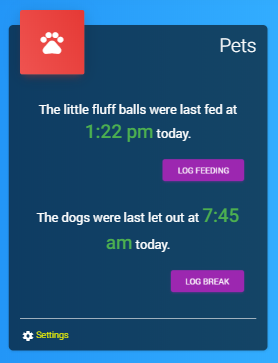 Pets
The little fluff balls were last fed at
1:22 pm today.
LOG FEEDING
The dogs were last let out at 7:45
am today.
LOG BREAK
Settings